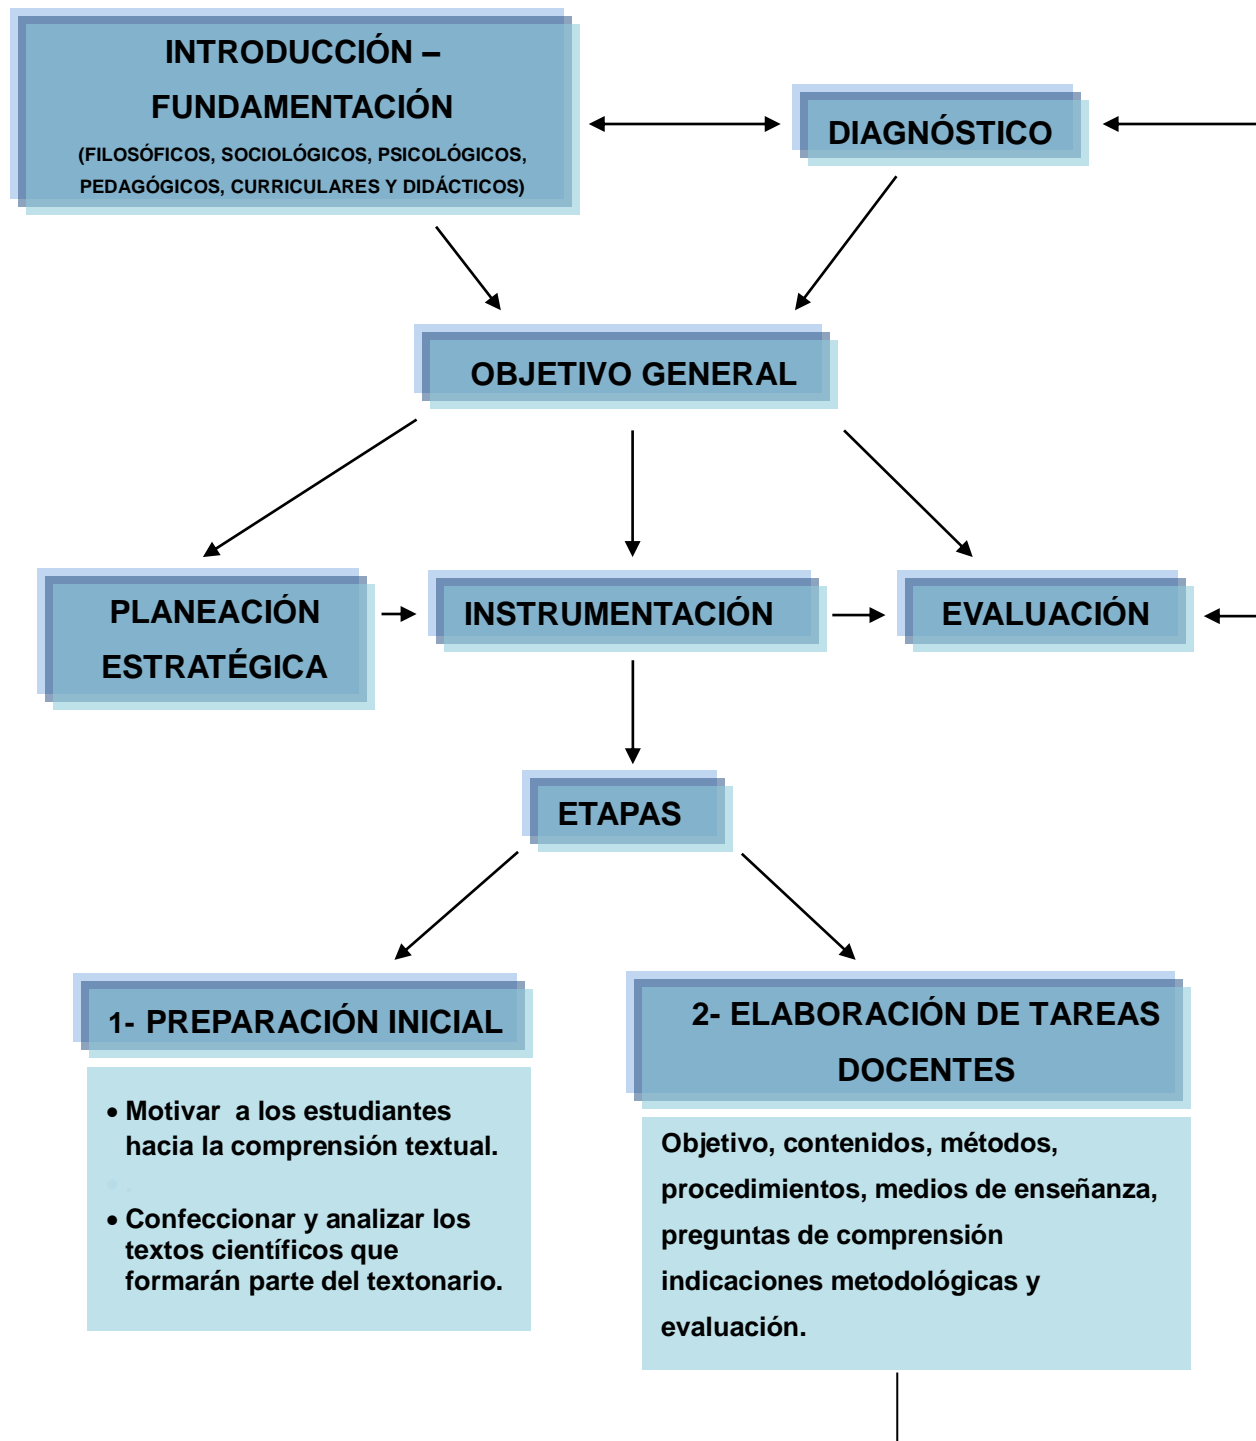 INTRODUCCIÓN –
FUNDAMENTACIÓN
(FILOSÓFICOS, SOCIOLÓGICOS, PSICOLÓGICOS,
PEDAGÓGICOS, CURRICULARES Y DIDÁCTICOS)
DIAGNÓSTICO
OBJETIVO GENERAL
PLANEACIÓN
ESTRATÉGICA
INSTRUMENTACIÓN
EVALUACIÓN
ETAPAS
1- PREPARACIÓN INICIAL
• Motivar a los estudiantes
hacia la comprensión textual.
• Confeccionar y analizar los
textos científicos que
formarán parte del textonario.
2- ELABORACIÓN DE TAREAS
DOCENTES
Objetivo, contenidos, métodos,
procedimientos, medios de enseñanza,
preguntas de comprensión
indicaciones metodológicas y
evaluación.